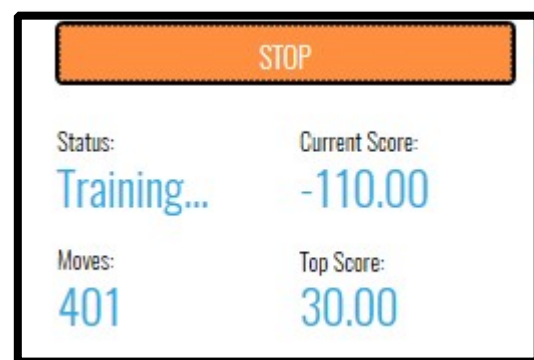 STOP
Status:
Current Score:
Training...
-110.00
Moves:
Top Score:
401
30.00